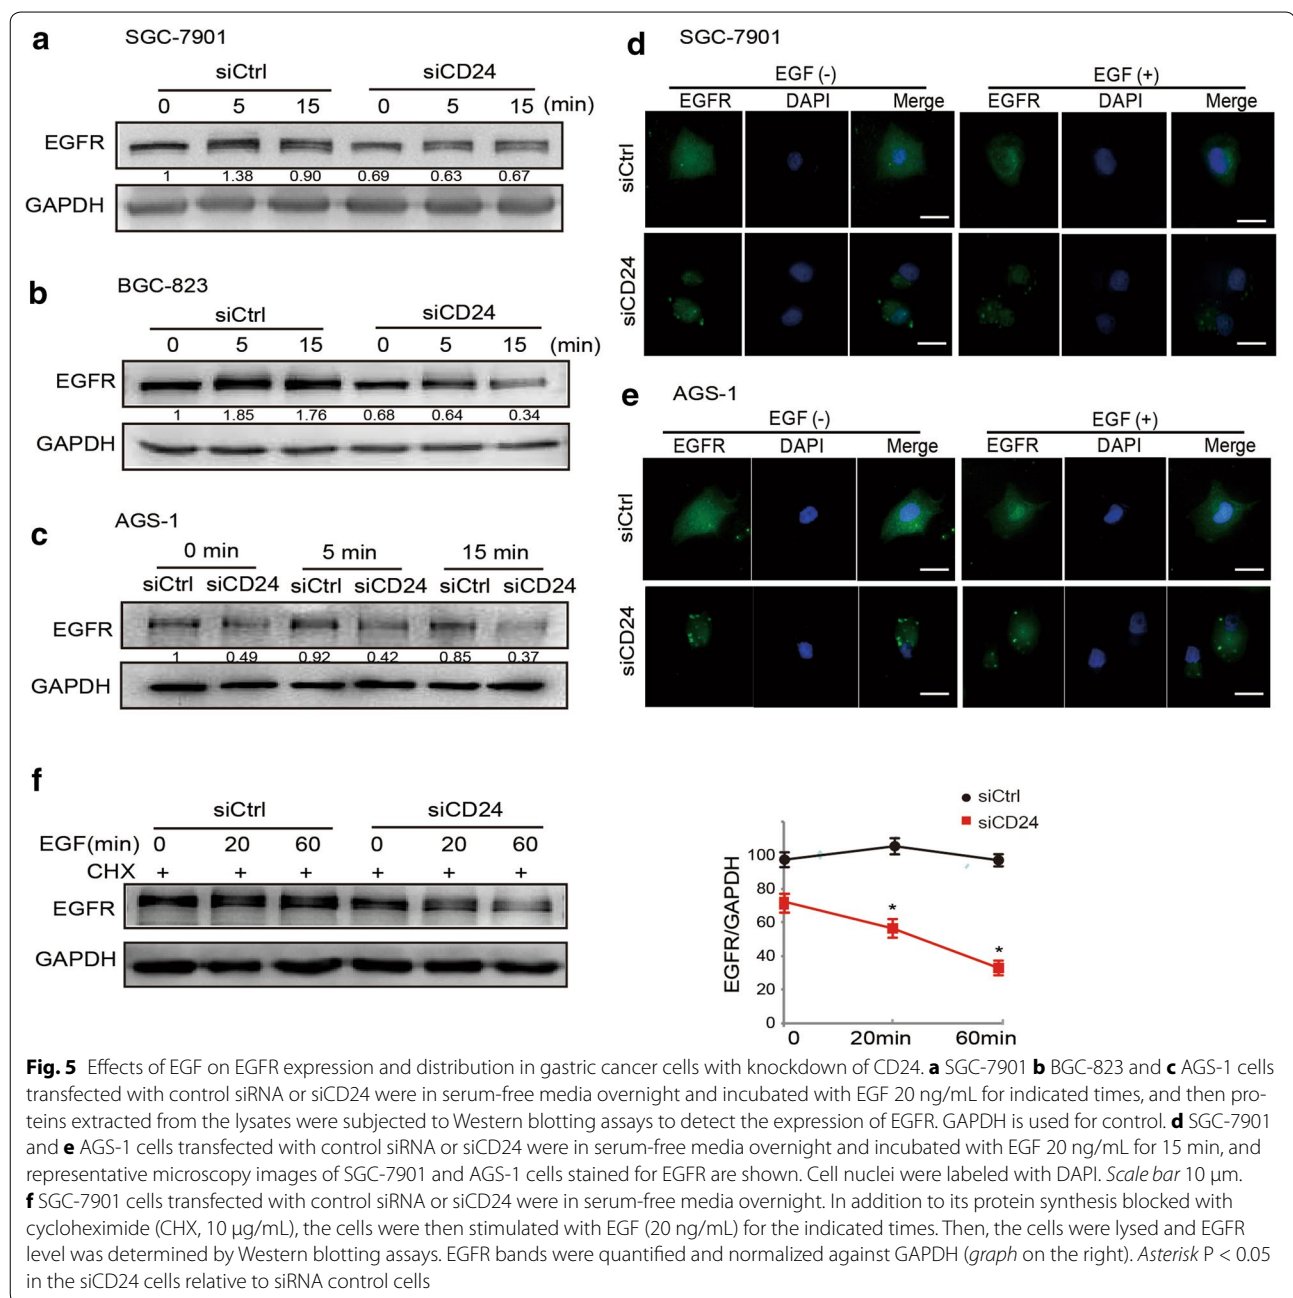 a
SGC-7901
siCtrl siCD24
0 5 15 0 5 15 (min)
EGFR
1 1.38 0.90 0.69 0.63 0.67
GAPDH
b
BGC-823
siCtrl siCD24
0 5 15 0 5 15 (min)
EGFR
1 1.85 1.76 0.68 0.64 0.34
GAPDH
c
AGS-1
0 min 5 min 15 min
siCtrl siCD24 siCtrl siCD24 siCtrl siCD24
EGFR
1 0.49 0.92 0.42 0.85 0.37
GAPDH
d
SGC-7901
EGF (-) EGF (+)
EGFR DAPI Merge EGFR DAPI Merge
siCtrl
siCD24
e
AGS-1
EGF (-) EGF (+)
EGFR DAPI Merge EGFR DAPI Merge
siCtrl
siCD24
f
siCtrl siCD24
EGF(min) 0 20 60 0 20 60
CHX + + + + + +
EGFR
GAPDH
siCtrl
siCD24
EGFR/GAPDH
100
80
60
40
20
0
* *
0 20min 60min
Fig. 5 Effects of EGF on EGFR expression and distribution in gastric cancer cells with knockdown of CD24. a SGC-7901 b BGC-823 and c AGS-1 cells
transfected with control siRNA or siCD24 were in serum-free media overnight and incubated with EGF 20 ng/mL for indicated times, and then pro-
teins extracted from the lysates were subjected to Western blotting assays to detect the expression of EGFR. GAPDH is used for control. d SGC-7901
and e AGS-1 cells transfected with control siRNA or siCD24 were in serum-free media overnight and incubated with EGF 20 ng/mL for 15 min, and
representative microscopy images of SGC-7901 and AGS-1 cells stained for EGFR are shown. Cell nuclei were labeled with DAPI. Scale bar 10 μm.
f SGC-7901 cells transfected with control siRNA or siCD24 were in serum-free media overnight. In addition to its protein synthesis blocked with
cycloheximide (CHX, 10 μg/mL), the cells were then stimulated with EGF (20 ng/mL) for the indicated times. Then, the cells were lysed and EGFR
level was determined by Western blotting assays. EGFR bands were quantified and normalized against GAPDH (graph on the right). Asterisk P < 0.05
in the siCD24 cells relative to siRNA control cells